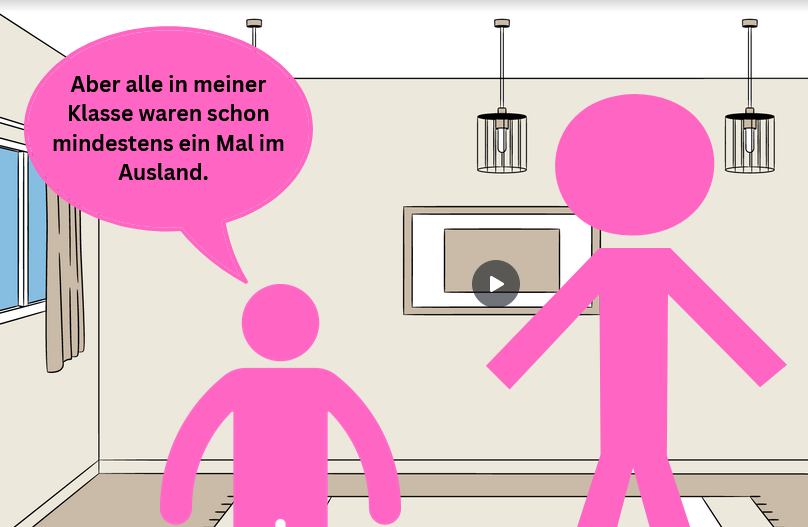 Aber alle in meiner
Klasse waren schon
mindestens ein Mal im
Ausland.